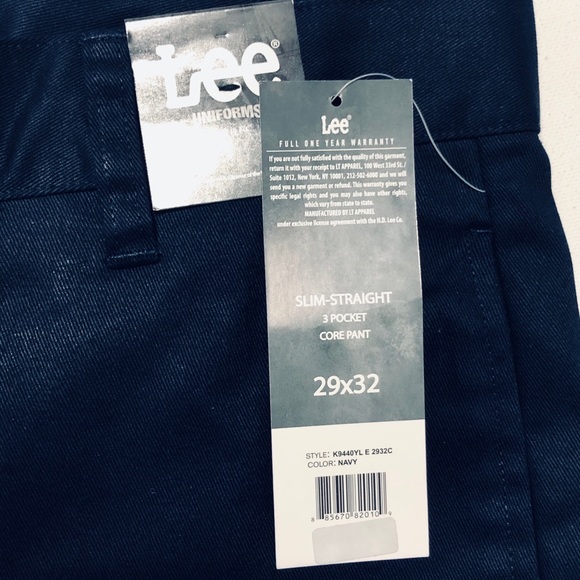 Lee®
UNIFORMS
Lee®
FULL ONE YEAR WARRANTY
If you are not fully satisfied with the quality of this garment,
return it with your receipt to LT APPAREL, 100 West 33rd St. /
Suite 1012, New York, NY 10001, 212-502-6000 and we will
send you a new garment or refund. This warranty gives you
specific legal rights and you may also have other rights,
which vary from state to state.
MANUFACTURED BY LT APPAREL
under exclusive license agreement with the H.D. Lee Co.
SLIM-STRAIGHT
3 POCKET
CORE PANT
29x32
STYLE: K9440YL E 2932C
COLOR: NAVY
8 85670 82010 9